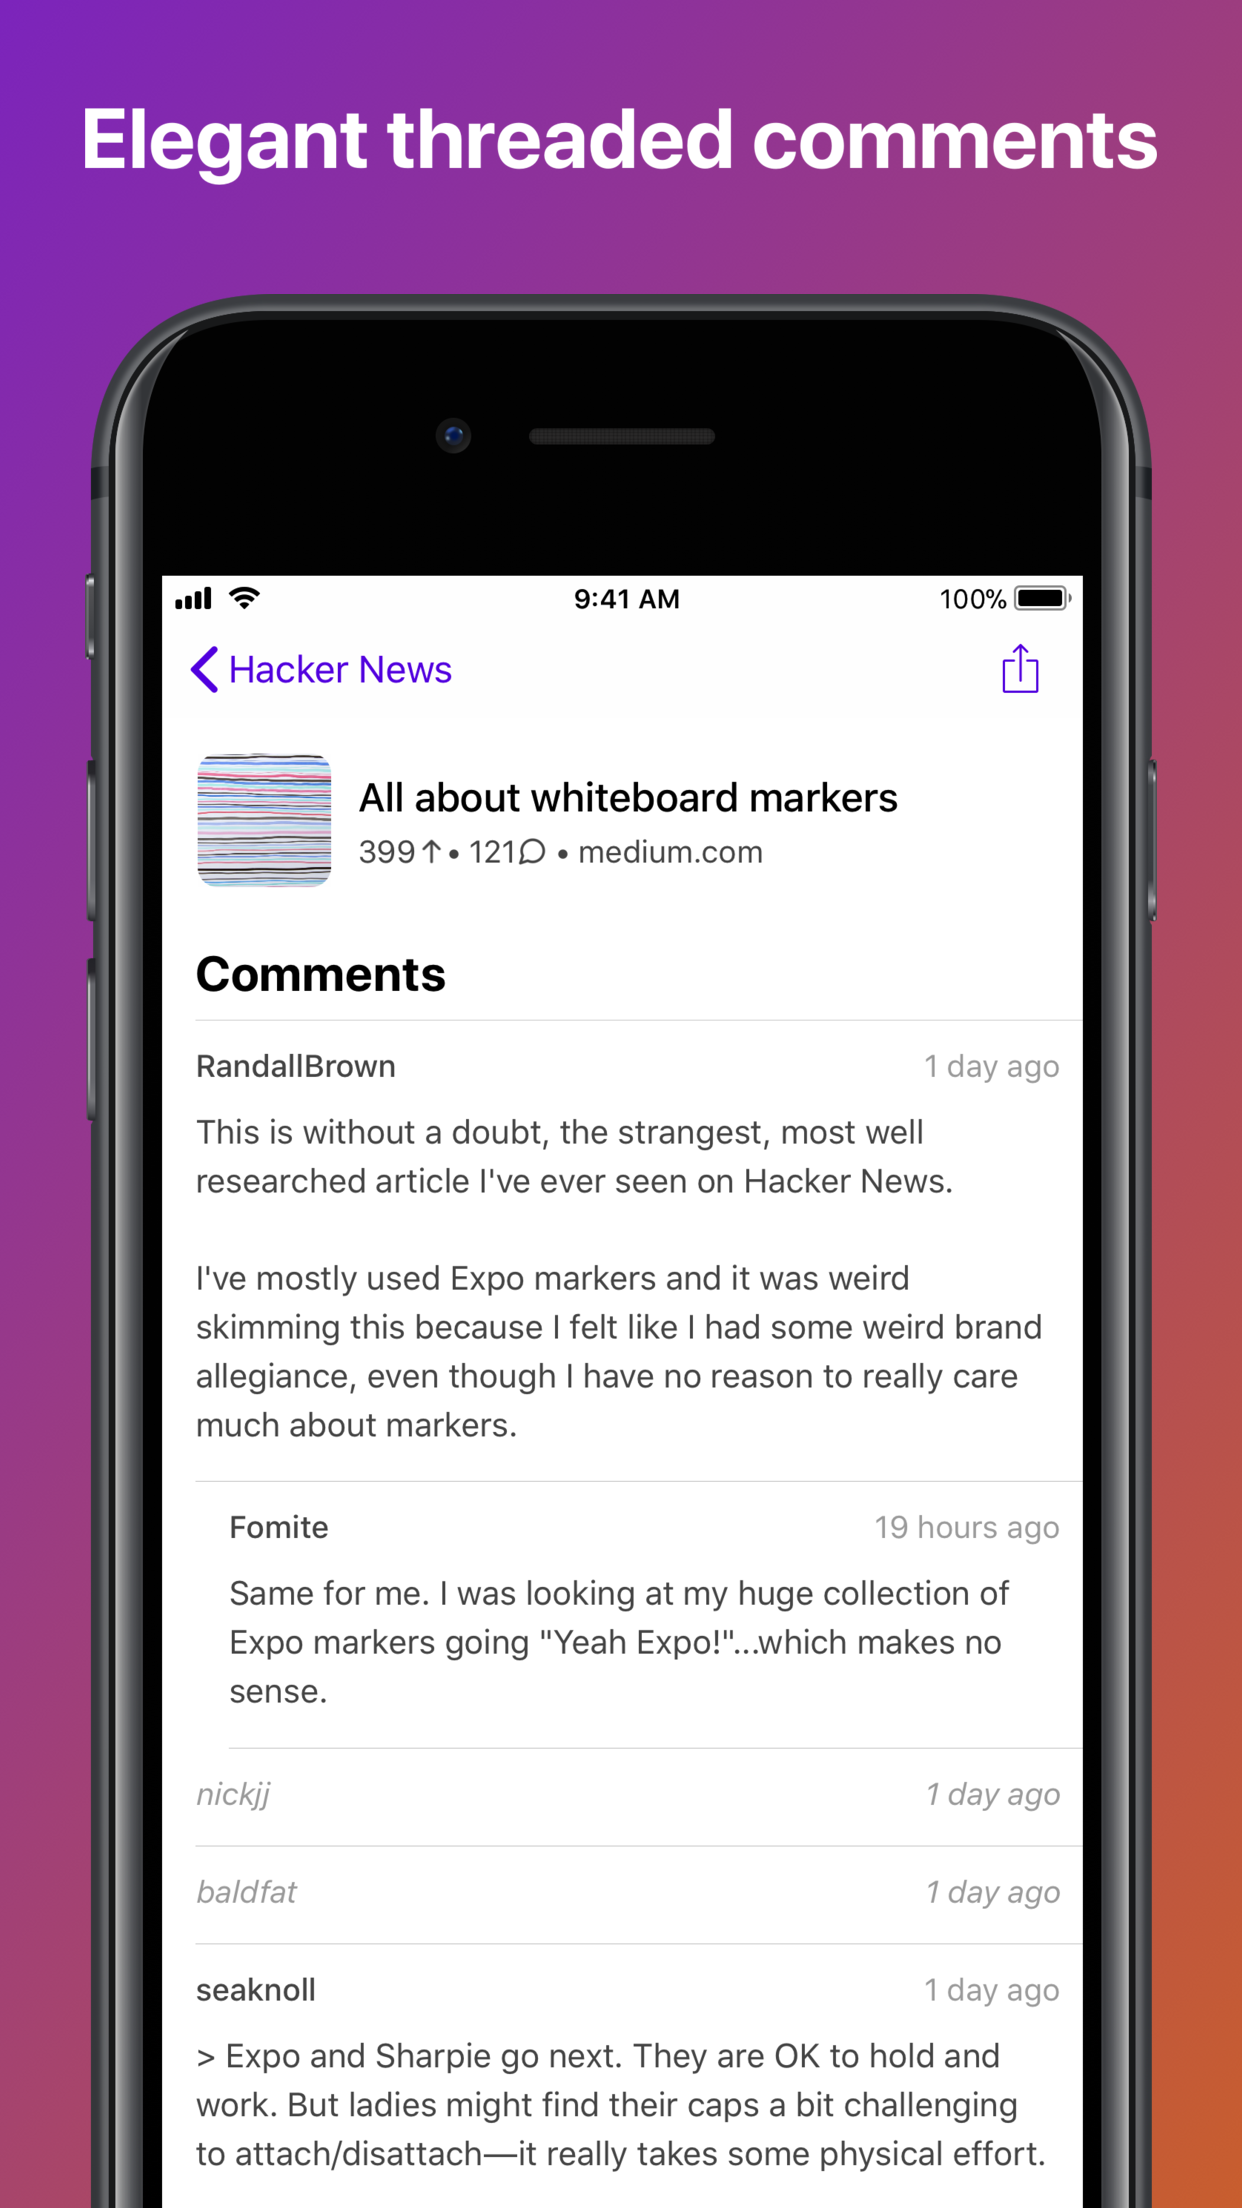 Elegant threaded comments
9:41 AM
100%
Hacker News
All about whiteboard markers
399↑ • 121 • medium.com
Comments
RandallBrown 1 day ago
This is without a doubt, the strangest, most well
researched article I've ever seen on Hacker News.
I've mostly used Expo markers and it was weird
skimming this because I felt like I had some weird brand
allegiance, even though I have no reason to really care
much about markers.
Fomite 19 hours ago
Same for me. I was looking at my huge collection of
Expo markers going "Yeah Expo!"...which makes no
sense.
nickjj 1 day ago
baldfat 1 day ago
seaknoll 1 day ago
> Expo and Sharpie go next. They are OK to hold and
work. But ladies might find their caps a bit challenging
to attach/disattach—it really takes some physical effort.